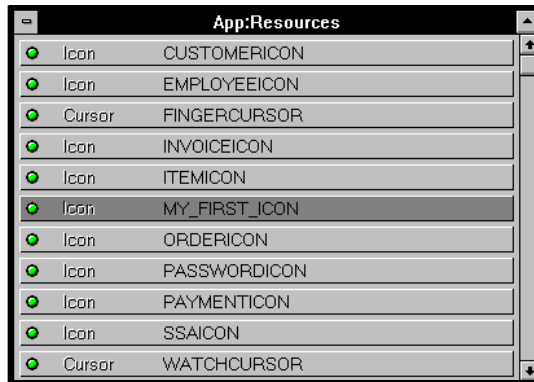 App:Resources
Icon CUSTOMERICON
Icon EMPLOYEEICON
Cursor FINGERCURSOR
Icon INVOICEICON
Icon ITEMICON
Icon MY_FIRST_ICON
Icon ORDERICON
Icon PASSWORDICON
Icon PAYMENTICON
Icon SSAICON
Cursor WATCHCURSOR